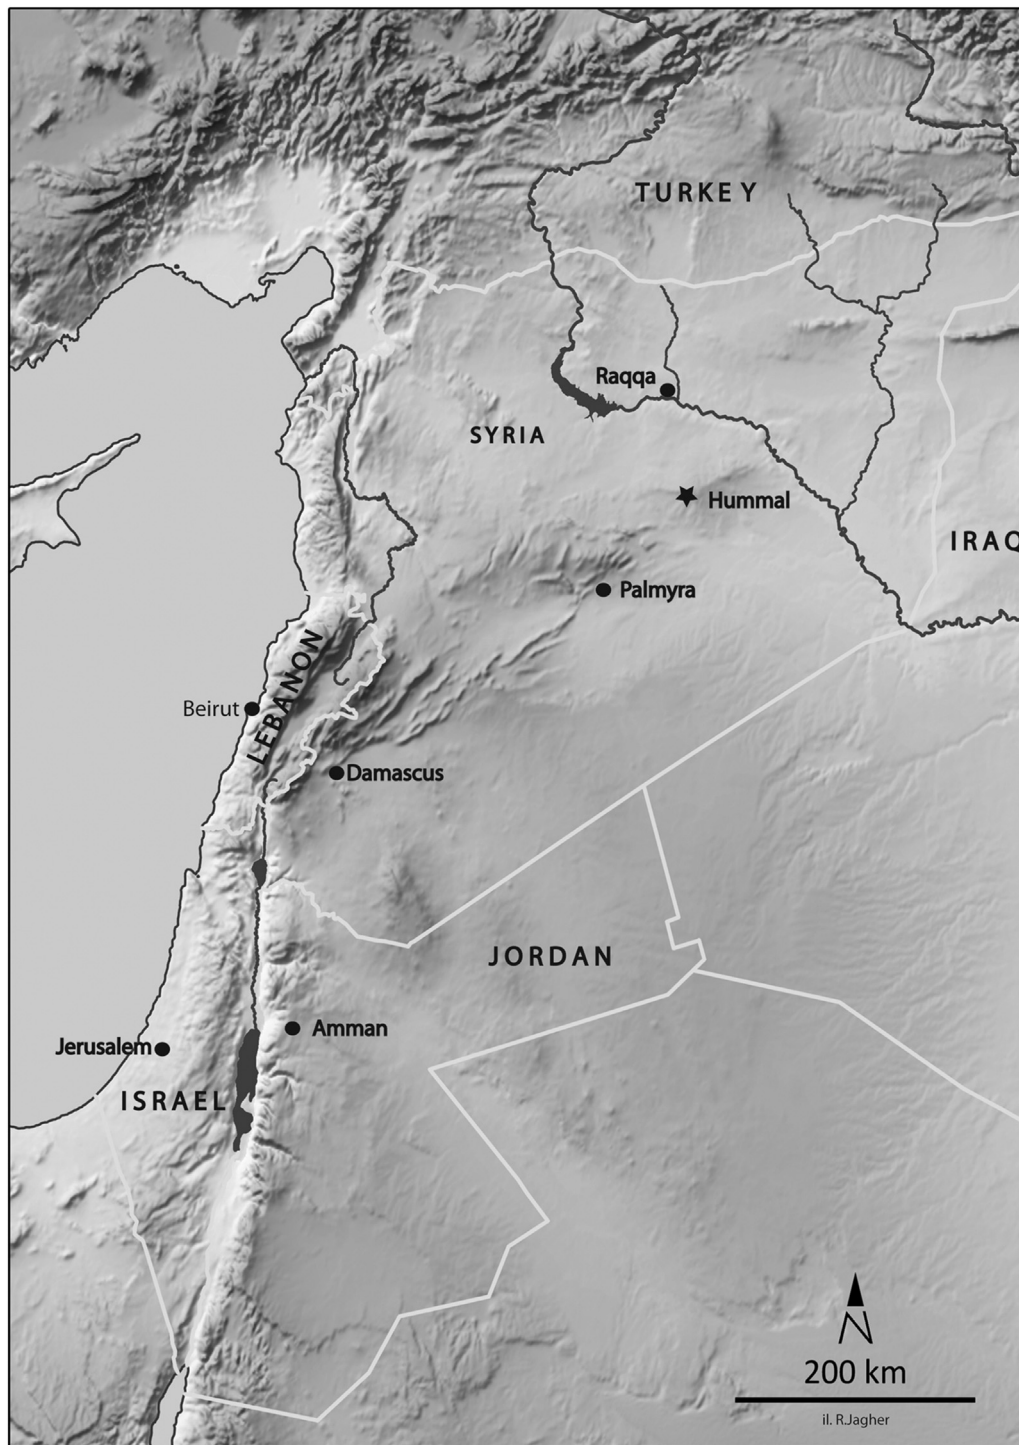 TURKEY
Raqqa
SYRIA
Hummal
IRAQ
Palmyra
LEBANON
Beirut
Damascus
JORDAN
Amman
Jerusalem
ISRAEL
N
200 km
il. R.Jagher